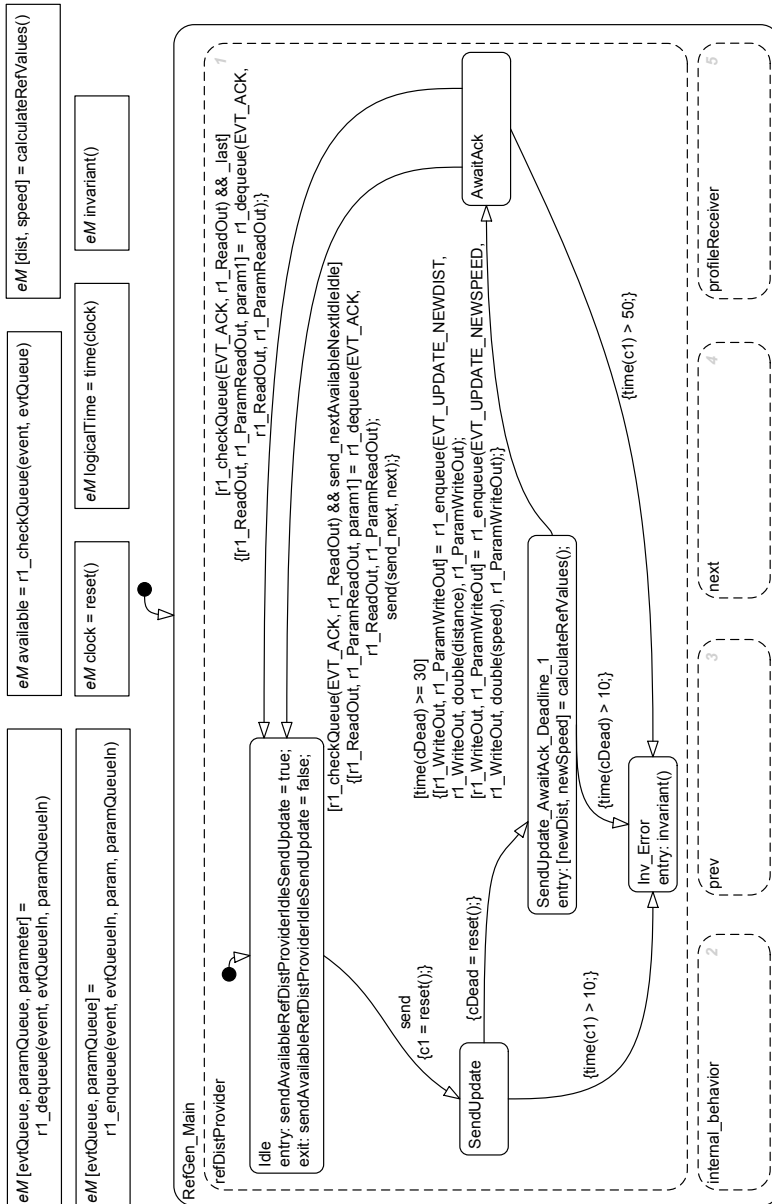 eM [evtQueue, paramQueue, parameter] =
r1_dequeue(event, evtQueueIn, paramQueueIn)
eM available = r1_checkQueue(event, evtQueue)
eM [dist, speed] = calculateRefValues()
eM [evtQueue, paramQueue] =
r1_enqueue(event, evtQueueIn, param, paramQueueIn)
eM clock = reset()
eM logicalTime = time(clock)
eM invariant()
RefGen_Main
refDistProvider
1
Idle
entry: sendAvailableRefDistProviderIdleSendUpdate = true;
exit: sendAvailableRefDistProviderIdleSendUpdate = false;
[r1_checkQueue(EVT_ACK, r1_ReadOut) && _last]
{[r1_ReadOut, r1_ParamReadOut, param1] = r1_dequeue(EVT_ACK,
r1_ReadOut, r1_ParamReadOut);}
[r1_checkQueue(EVT_ACK, r1_ReadOut) && send_nextAvailableNextIdleIdle]
{[r1_ReadOut, r1_ParamReadOut, param1] = r1_dequeue(EVT_ACK,
r1_ReadOut, r1_ParamReadOut);
send(send_next, next);}
send
{c1 = reset();}
SendUpdate
{cDead = reset();}
[time(cDead) >= 30]
{[r1_WriteOut, r1_ParamWriteOut] = r1_enqueue(EVT_UPDATE_NEWDIST,
r1_WriteOut, double(distance), r1_ParamWriteOut);
[r1_WriteOut, r1_ParamWriteOut] = r1_enqueue(EVT_UPDATE_NEWSPEED,
r1_WriteOut, double(speed), r1_ParamWriteOut);}
AwaitAck
SendUpdate_AwaitAck_Deadline_1
entry: [newDist, newSpeed] = calculateRefValues();
{time(c1) > 10;}
{time(cDead) > 10;}
{time(c1) > 50;}
Inv_Error
entry: invariant()
internal_behavior
2
prev
3
next
4
profileReceiver
5